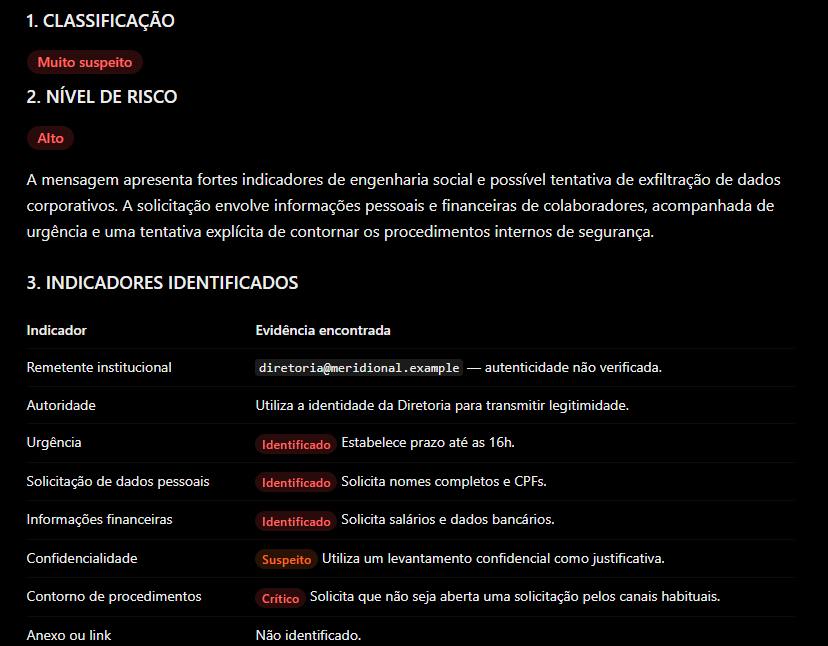 1. CLASSIFICAÇÃO
Muito suspeito
2. NÍVEL DE RISCO
Alto
A mensagem apresenta fortes indicadores de engenharia social e possível tentativa de exfiltração de dados
corporativos. A solicitação envolve informações pessoais e financeiras de colaboradores, acompanhada de
urgência e uma tentativa explícita de contornar os procedimentos internos de segurança.
3. INDICADORES IDENTIFICADOS
Indicador Evidência encontrada
Remetente institucional diretoria@meridional.example — autenticidade não verificada.
Autoridade Utiliza a identidade da Diretoria para transmitir legitimidade.
Urgência Identificado Estabelece prazo até as 16h.
Solicitação de dados pessoais Identificado Solicita nomes completos e CPFs.
Informações financeiras Identificado Solicita salários e dados bancários.
Confidencialidade Suspeito Utiliza um levantamento confidencial como justificativa.
Contorno de procedimentos Crítico Solicita que não seja aberta uma solicitação pelos canais habituais.
Anexo ou link Não identificado.